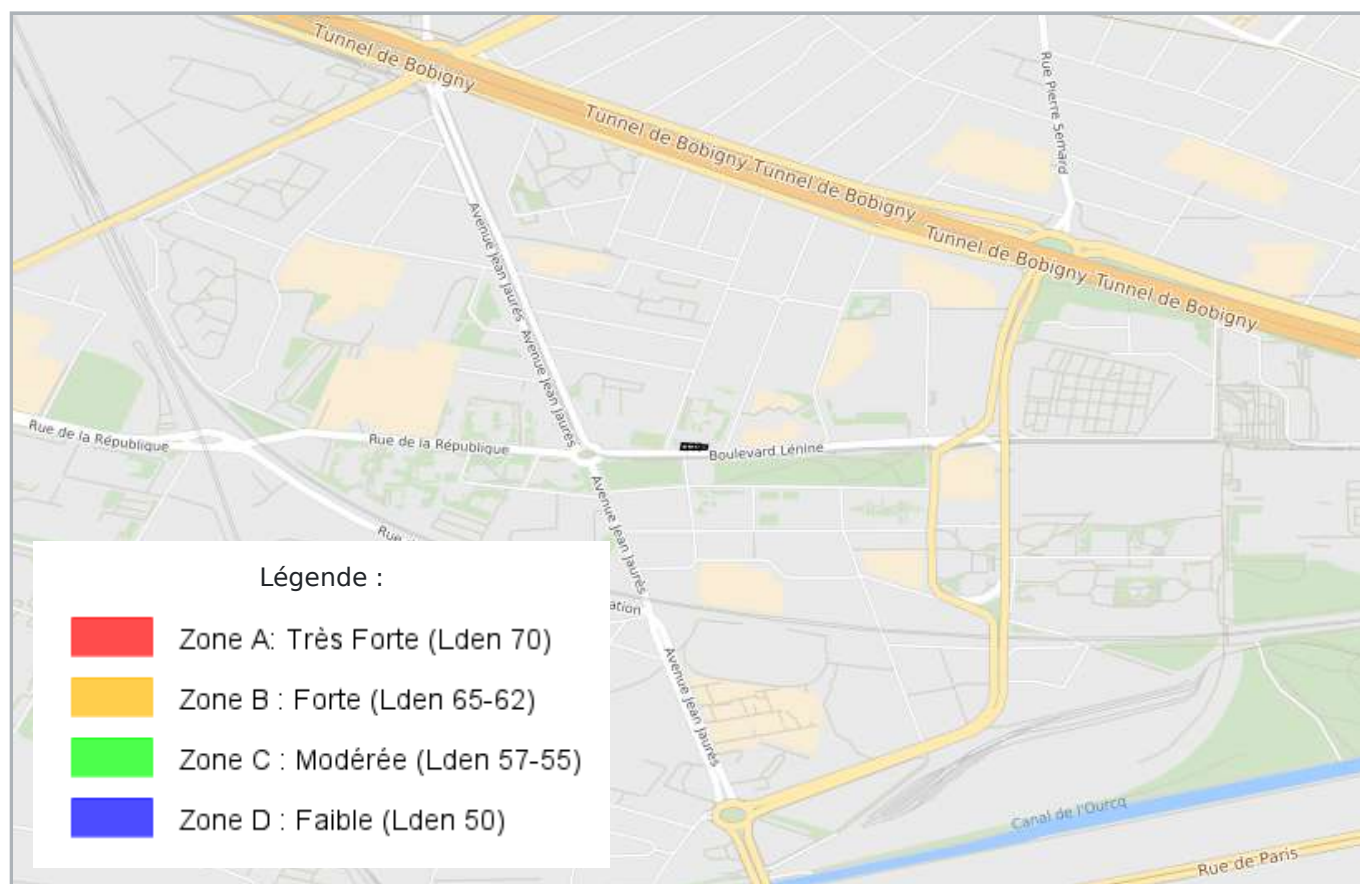 Tunnel de Bobigny
Tunnel de Bobigny
Tunnel de Bobigny
Tunnel de Bobigny
Tunnel de Bobigny
Rue Pierre Semard
Avenue Jean Jaurès
Avenue Jean Jaurès
Rue de la République
Rue de la République
Boulevard Lénine
Avenue Jean Jaurès
Rue
ation
Avenue Jean Jaurès
Canal de l'Ourcq
Rue de Paris
Légende :
Zone A: Très Forte (Lden 70)
Zone B : Forte (Lden 65-62)
Zone C : Modérée (Lden 57-55)
Zone D : Faible (Lden 50)